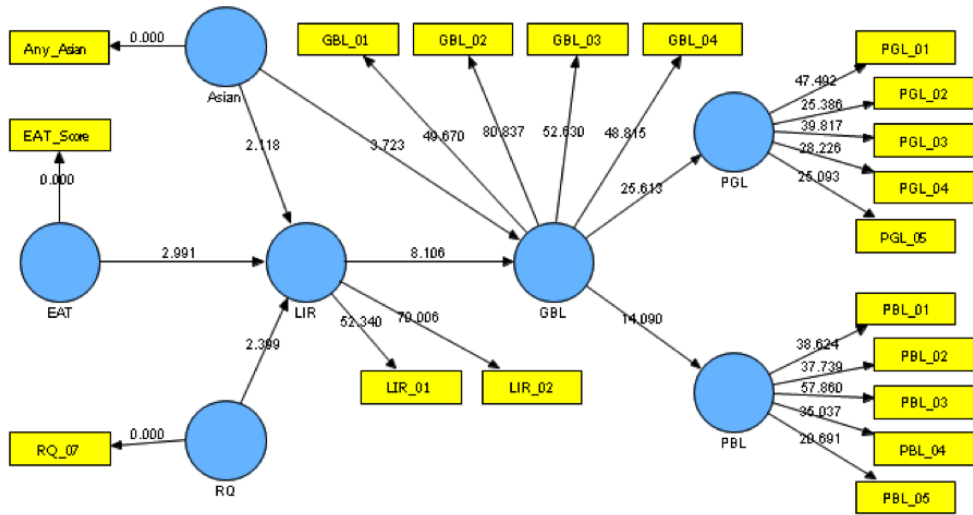 Any_Asian
0.000
Asian
GBL_01
GBL_02
GBL_03
GBL_04
PGL_01
PGL_02
PGL_03
PGL_04
PGL_05
47.492
25.386
39.817
28.226
25.093
PGL
EAT_Score
0.000
2.118
3.723
49.670
80.837
52.630
48.815
25.613
EAT
2.991
LIR
8.106
GBL
14.090
2.399
52.340
70.006
LIR_01
LIR_02
RQ_07
0.000
RQ
PBL_01
PBL_02
PBL_03
PBL_04
PBL_05
38.624
37.739
57.860
35.037
20.691
PBL